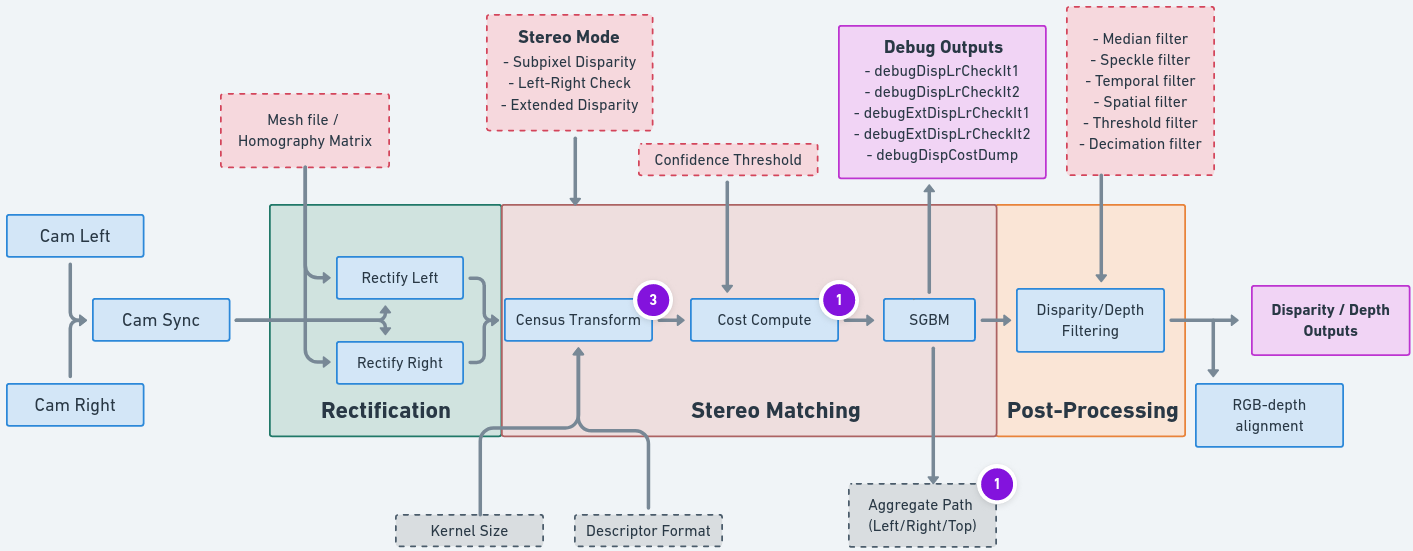 Stereo Mode
- Subpixel Disparity
- Left-Right Check
- Extended Disparity
Debug Outputs
- debugDispLrCheckIt1
- debugDispLrCheckIt2
- debugExtDispLrCheckIt1
- debugExtDispLrCheckIt2
- debugDispCostDump
- Median filter
- Speckle filter
- Temporal filter
- Spatial filter
- Threshold filter
- Decimation filter
Mesh file /
Homography Matrix
Confidence Threshold
Cam Left
Cam Sync
Cam Right
Rectify Left
Rectify Right
Rectification
Census Transform
3
Cost Compute
1
SGBM
Stereo Matching
Disparity/Depth
Filtering
Post-Processing
Disparity / Depth
Outputs
RGB-depth
alignment
Kernel Size
Descriptor Format
Aggregate Path
(Left/Right/Top)
1